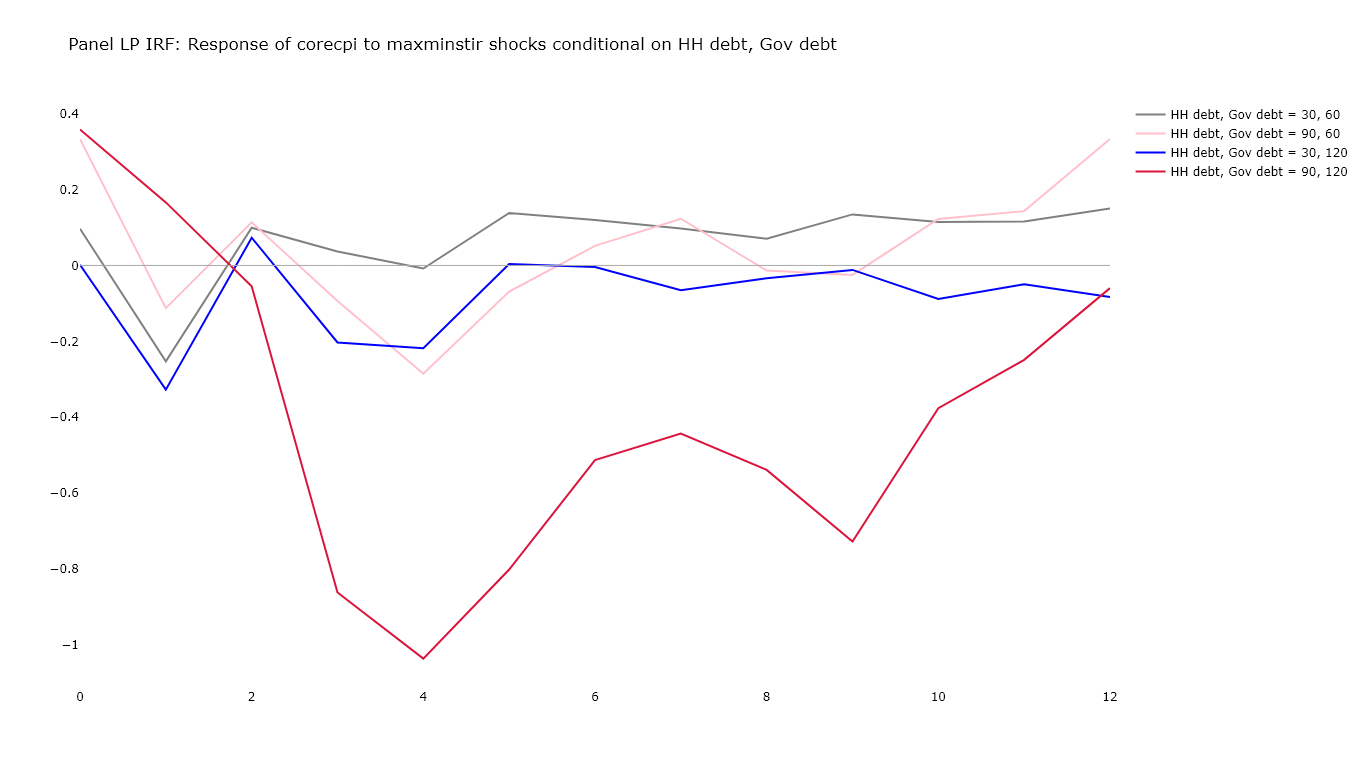 Panel LP IRF: Response of corecpi to maxminstir shocks conditional on HH debt, Gov debt
HH debt, Gov debt = 30, 60
HH debt, Gov debt = 90, 60
HH debt, Gov debt = 30, 120
HH debt, Gov debt = 90, 120
0.4
0.2
0
−0.2
−0.4
−0.6
−0.8
−1
0 2 4 6 8 10 12